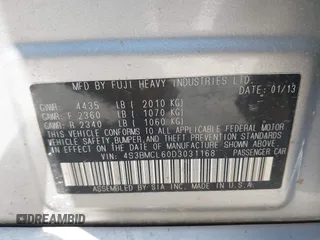 MFD BY FUJI HEAVY INDUSTRIES LTD.
DATE: 01/13
GVWR: 4435 LB ( 2010 KG)
GAWR: F 2360 LB ( 1070 KG)
GAWR: R 2340 LB ( 1060 KG)
THIS VEHICLE CONFORMS TO ALL APPLICABLE FEDERAL MOTOR
VEHICLE SAFETY, BUMPER AND THEFT PREVENTION STANDARDS
IN EFFECT ON THE DATE OF MANUFACTURE SHOWN ABOVE.
VIN: 4S3BMCL60D3031168 PASSENGER CAR
ASSEMBLED BY SIA INC. MADE IN U.S.A.
DREAMBID